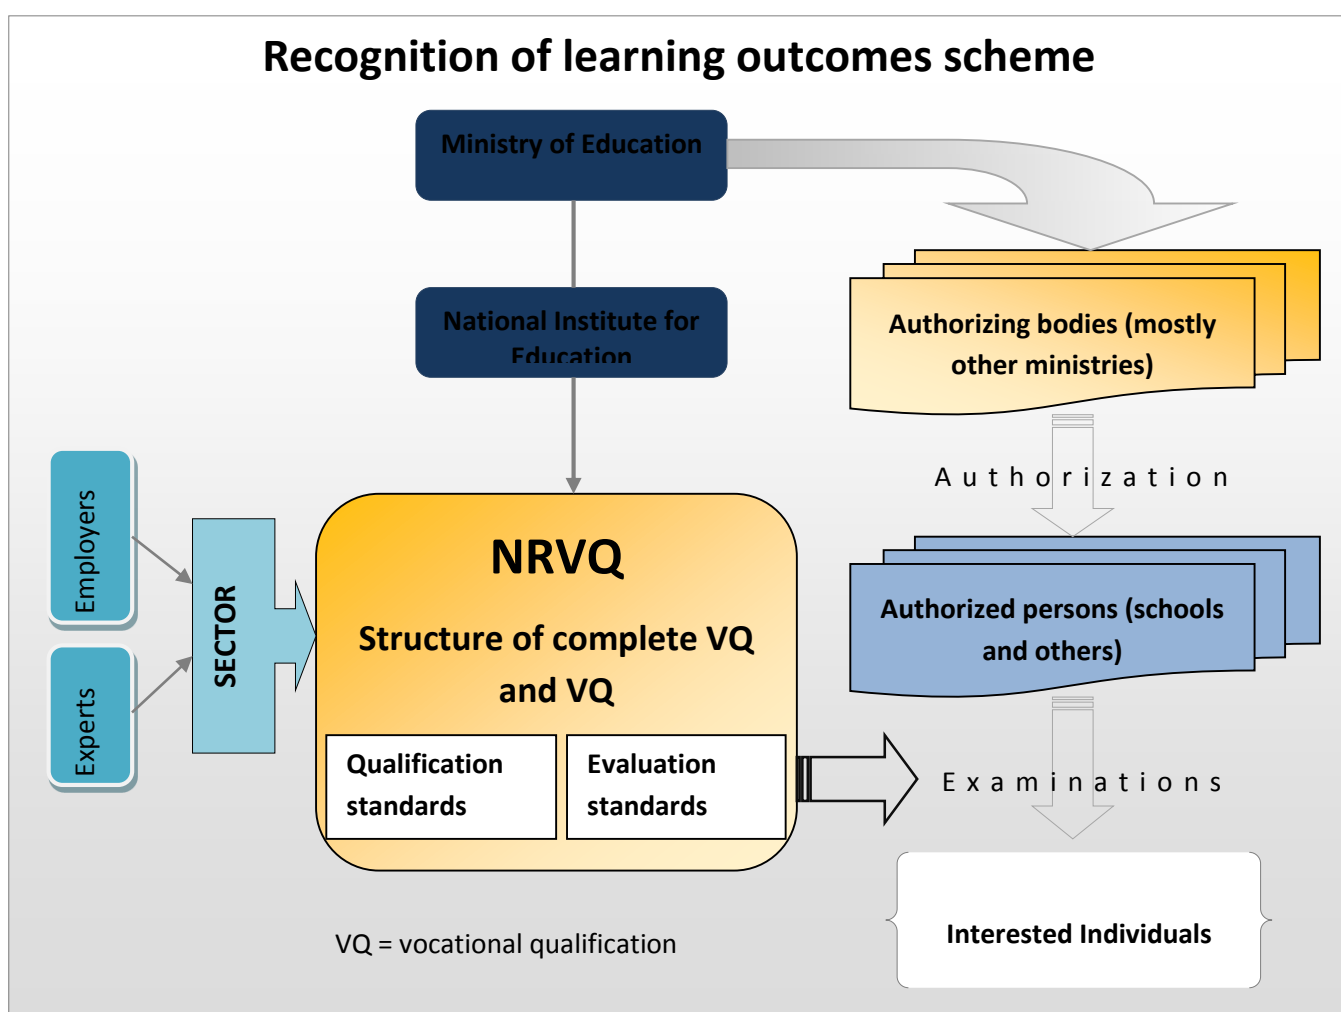 Recognition of learning outcomes scheme
Ministry of Education
National Institute for
Education
Authorizing bodies (mostly
other ministries)
Authorization
Employers
Experts
SECTOR
NRVQ
Structure of complete VQ
and VQ
Qualification
standards
Evaluation
standards
Authorized persons (schools
and others)
Examinations
Interested Individuals
VQ = vocational qualification